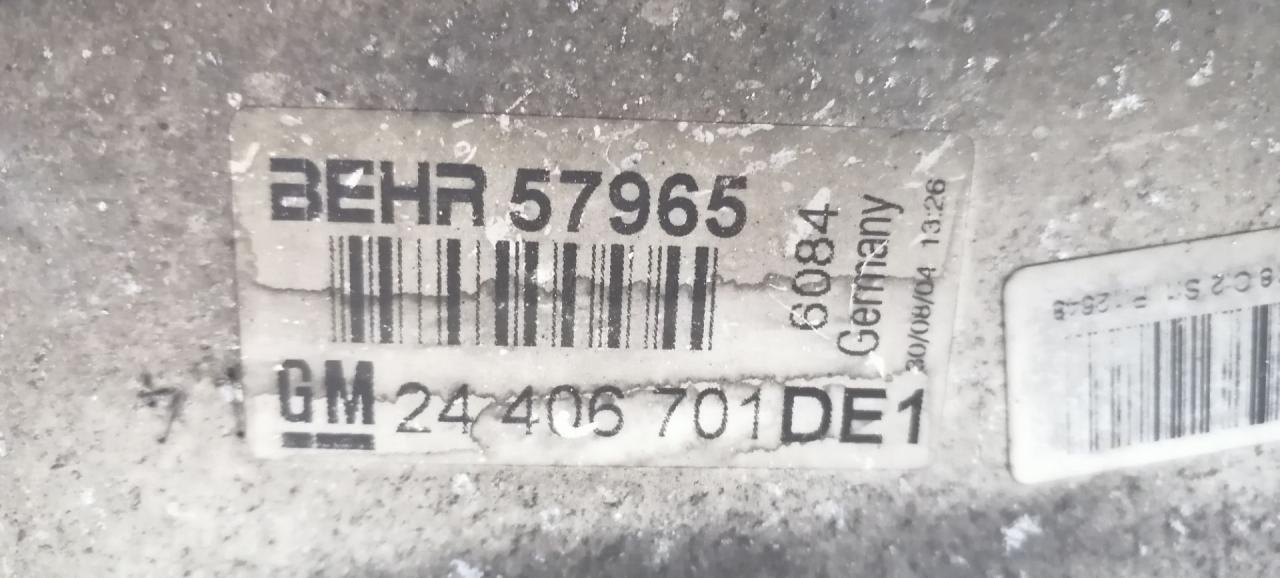 BEHR 57965
6084
Germany
30/08/04 13:26
GM 24 406 701 DE1